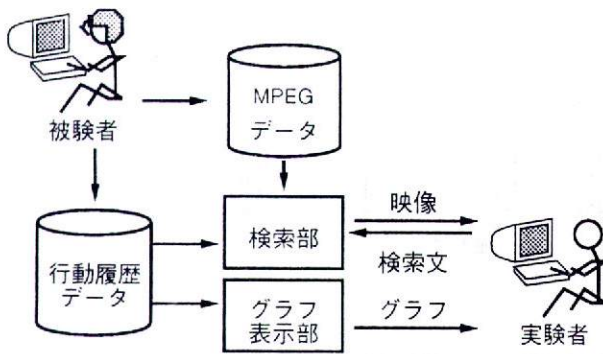 被験者
MPEG
データ
行動履歴
データ
検索部
グラフ
表示部
映像
検索文
グラフ
実験者